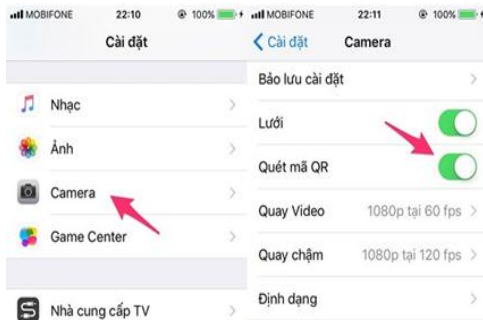 MOBIFONE 22:10 100%
Cài đặt
Nhạc
Ảnh
Camera
Game Center
Nhà cung cấp TV
MOBIFONE 22:11 100%
Cài đặt Camera
Bảo lưu cài đặt
Lưới
Quét mã QR
Quay Video 1080p tại 60 fps
Quay chậm 1080p tại 120 fps
Định dạng